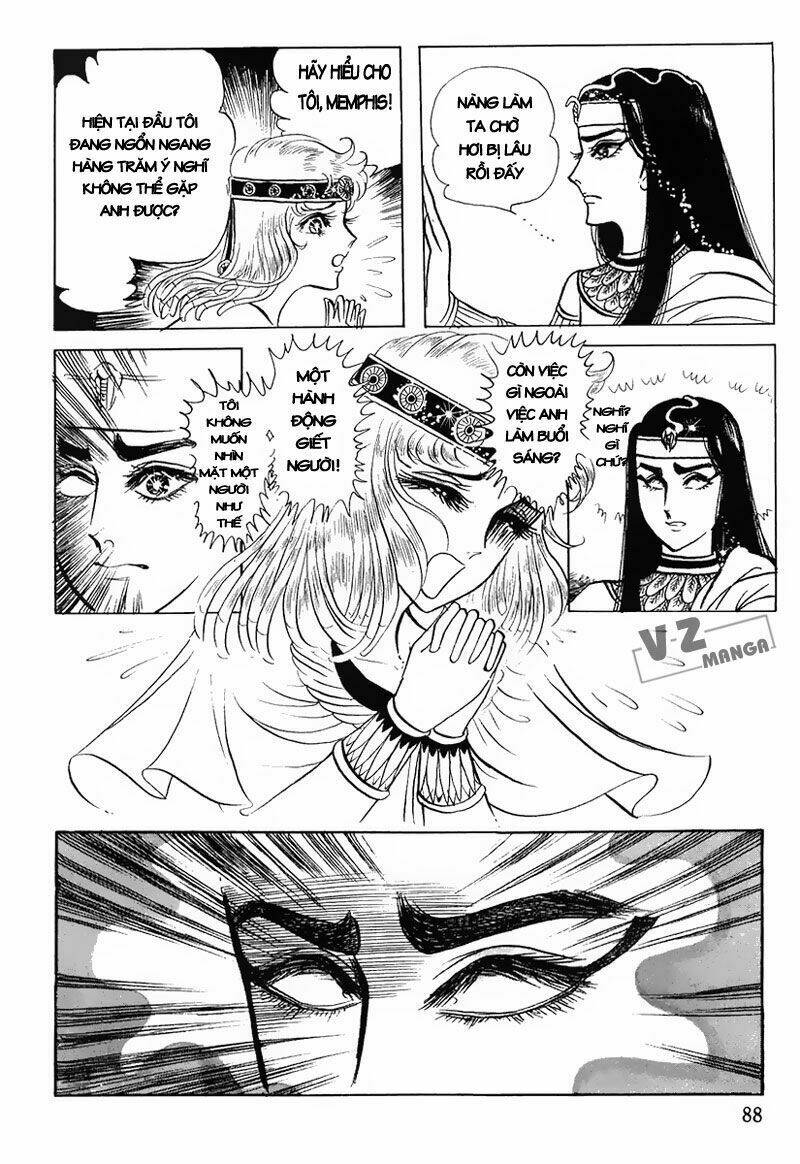 NÀNG LÀM
TA CHỜ
HƠI BỊ LÂU
RỒI ĐẤY
HÃY HIỂU CHO
TÔI, MEMPHIS!
HIỆN TẠI ĐẦU TÔI
ĐANG NGỔN NGANG
HÀNG TRĂM Ý NGHĨ
KHÔNG THỂ GẶP
ANH ĐƯỢC?
NGHĨ?
NGHĨ
GÌ
CHỨ?
CÒN VIỆC
GÌ NGOÀI
VIỆC ANH
LÀM BUỔI
SÁNG?
MỘT
HÀNH
ĐỘNG
GIẾT
NGƯỜI!
TÔI
KHÔNG
MUỐN
NHÌN
MẶT MỘT
NGƯỜI
NHƯ
THẾ
V-Z
MANGA
88